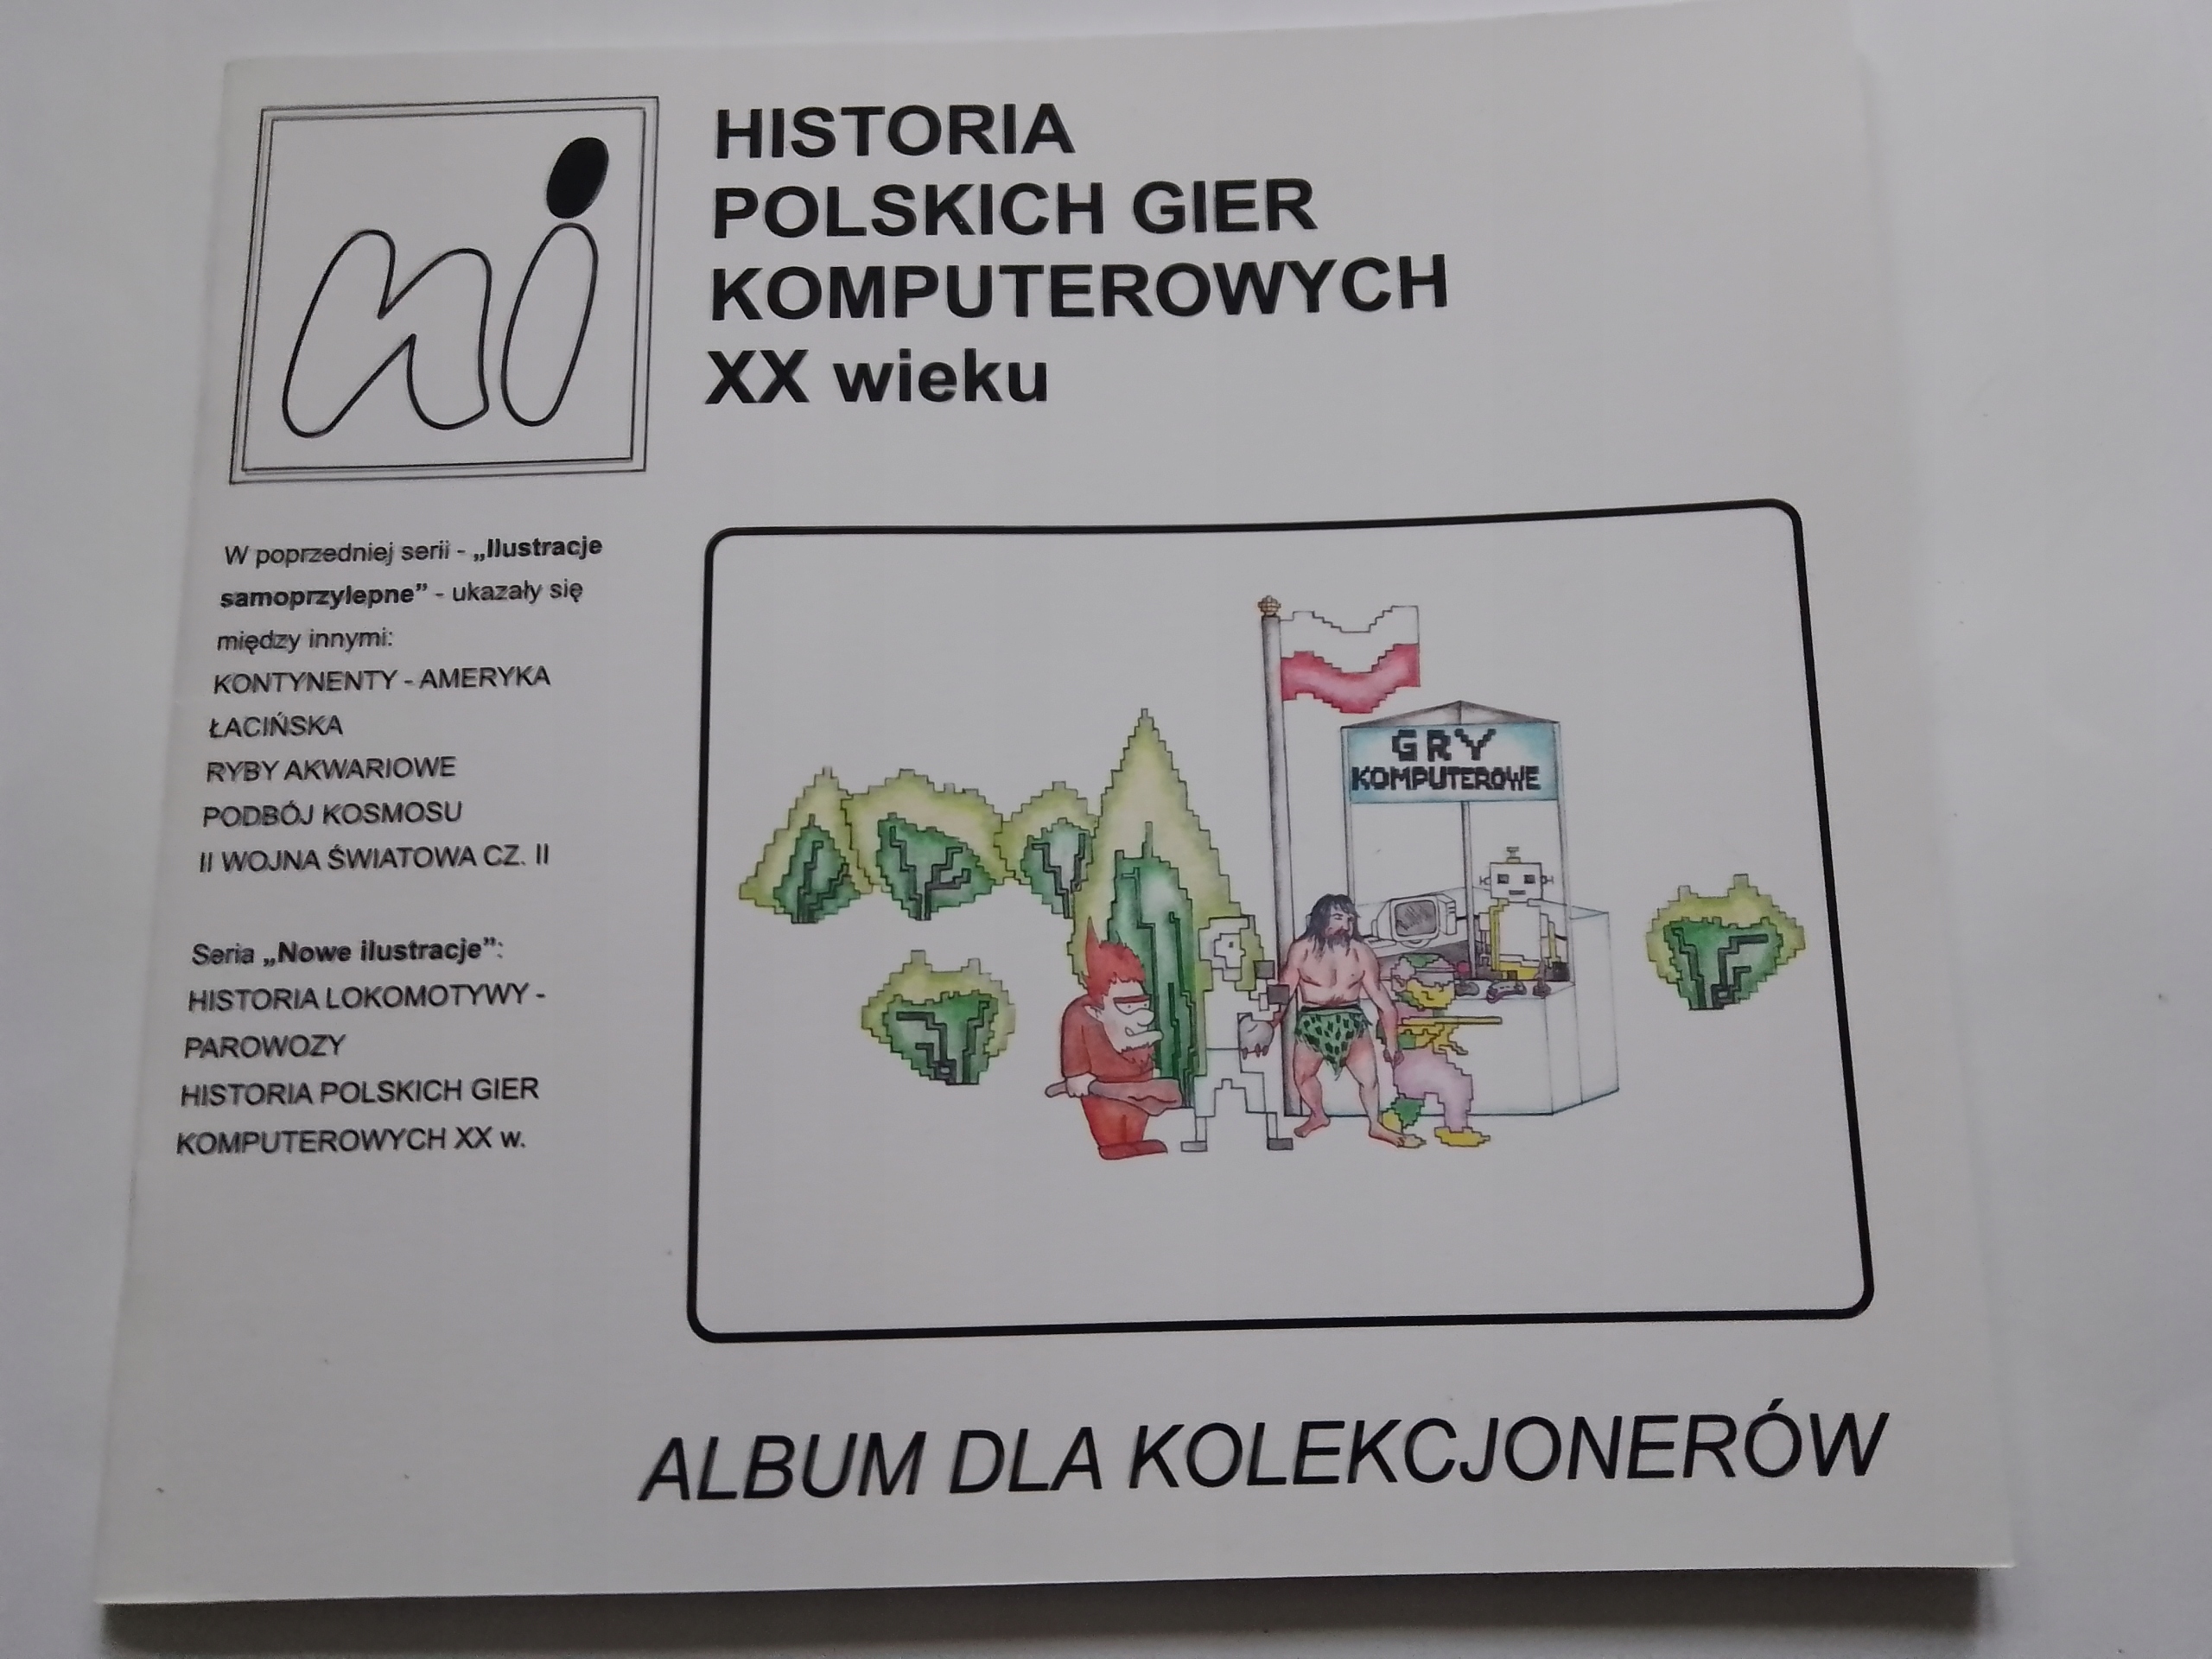 ni
HISTORIA
POLSKICH GIER
KOMPUTEROWYCH
XX wieku
W poprzedniej serii - „Ilustracje
samoprzylepne” - ukazały się
między innymi:
KONTYNENTY - AMERYKA
ŁACIŃSKA
RYBY AKWARIOWE
PODBÓJ KOSMOSU
II WOJNA ŚWIATOWA CZ. II
Seria „Nowe ilustracje”:
HISTORIA LOKOMOTYWY -
PAROWOZY
HISTORIA POLSKICH GIER
KOMPUTEROWYCH XX w.
GRY
KOMPUTEROWE
ALBUM DLA KOLEKCJONERÓW